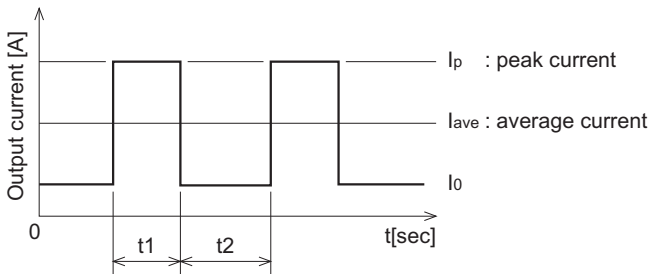 Output current [A]
Ip : peak current
Iave : average current
I0
0
t[sec]
t1
t2